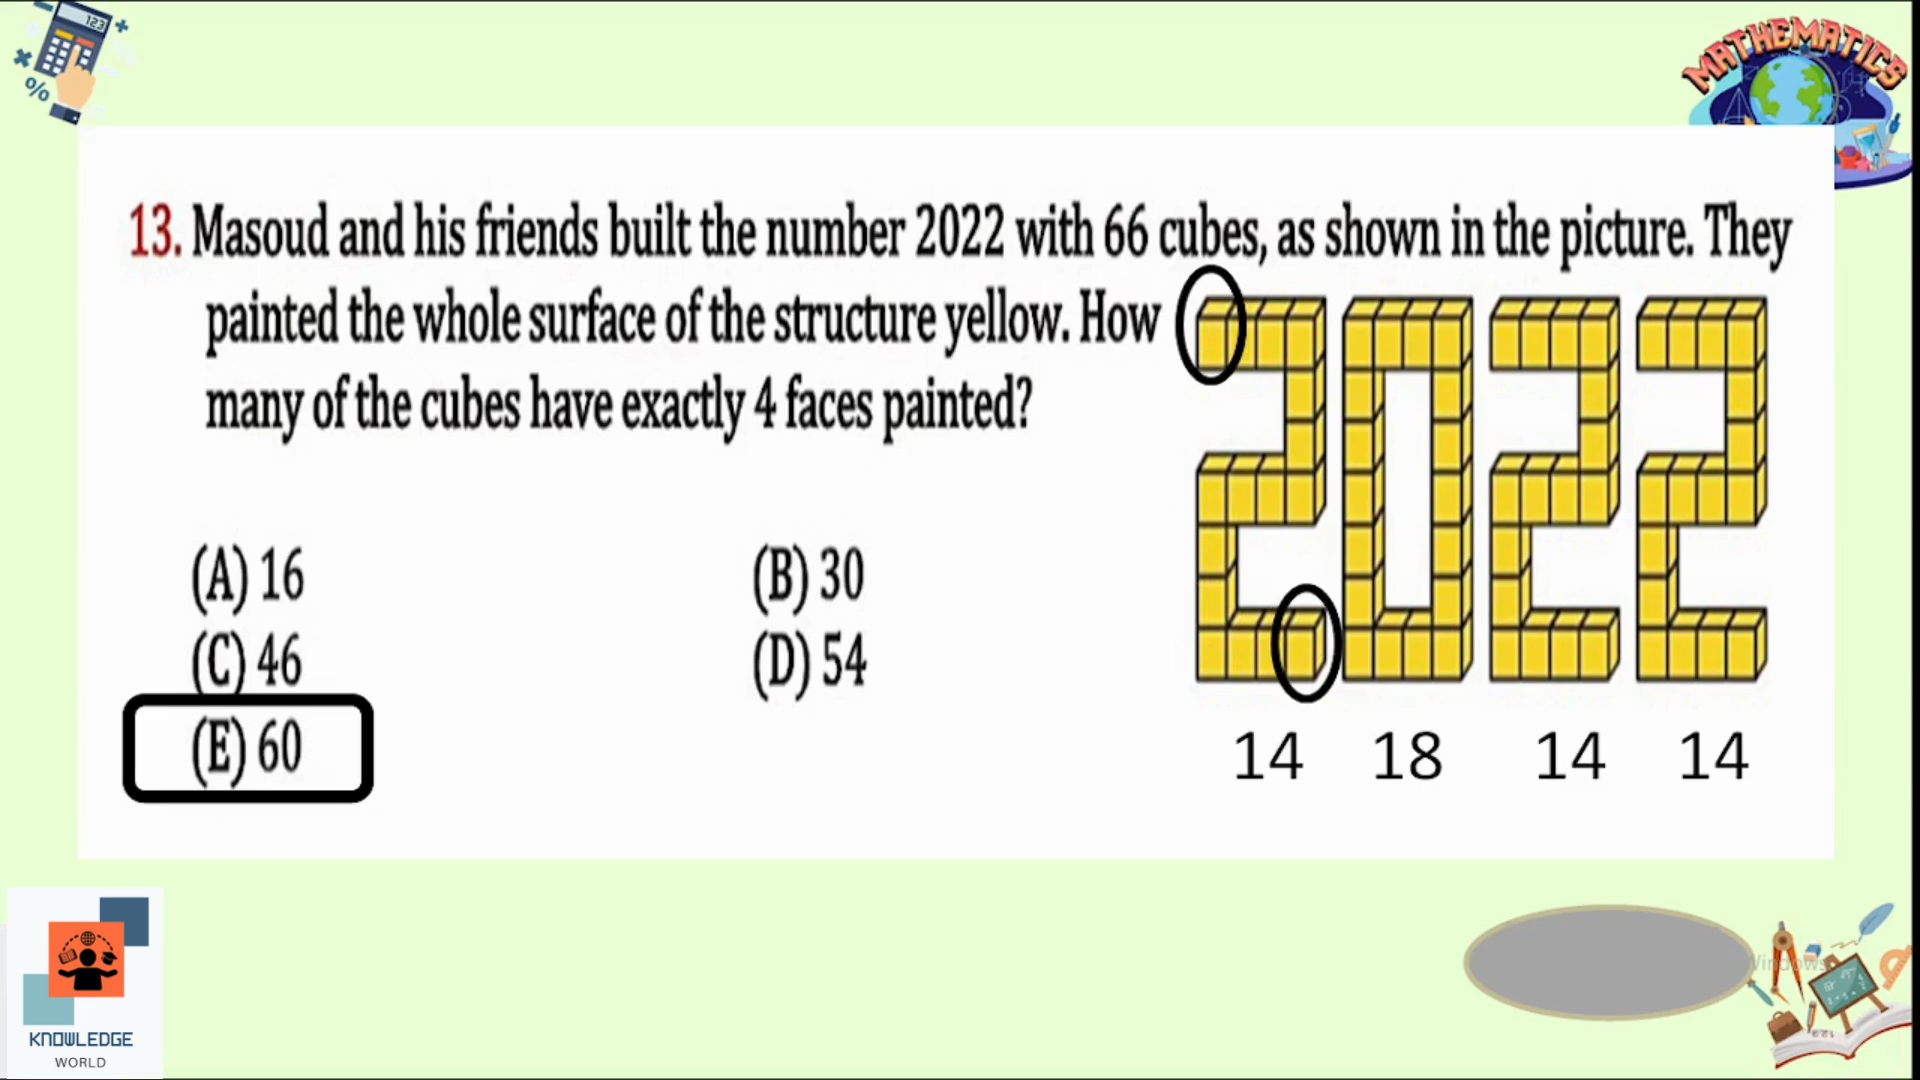 123
%
MATHEMATICS
13. Masoud and his friends built the number 2022 with 66 cubes, as shown in the picture. They
painted the whole surface of the structure yellow. How
many of the cubes have exactly 4 faces painted?
(A) 16
(B) 30
(C) 46
(D) 54
(E) 60
14 18 14 14
Windows
KNOWLEDGE
WORLD